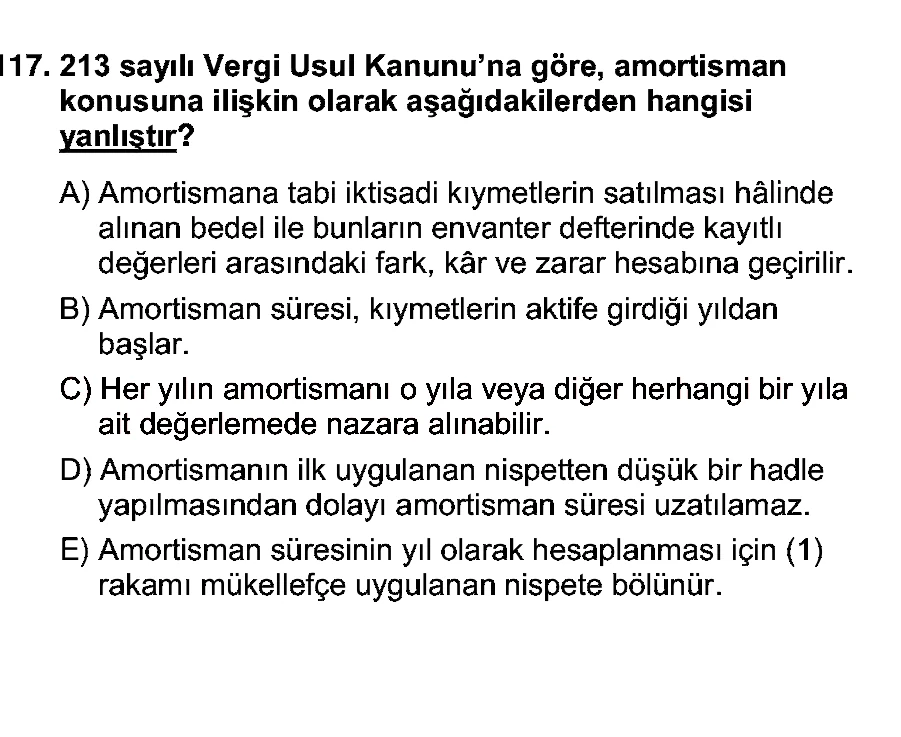 117. 213 sayılı Vergi Usul Kanunu’na göre, amortisman
konusuna ilişkin olarak aşağıdakilerden hangisi
yanlıştır?
A) Amortismana tabi iktisadi kıymetlerin satılması hâlinde
alınan bedel ile bunların envanter defterinde kayıtlı
değerleri arasındaki fark, kâr ve zarar hesabına geçirilir.
B) Amortisman süresi, kıymetlerin aktife girdiği yıldan
başlar.
C) Her yılın amortismanı o yıla veya diğer herhangi bir yıla
ait değerlemede nazara alınabilir.
D) Amortismanın ilk uygulanan nispetten düşük bir hadle
yapılmasından dolayı amortisman süresi uzatılamaz.
E) Amortisman süresinin yıl olarak hesaplanması için (1)
rakamı mükellefçe uygulanan nispete bölünür.